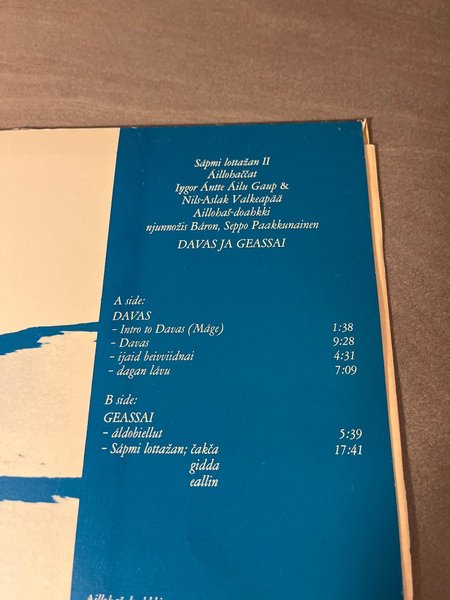 Sápmi lottažan II
Áillohaččat
Iŋgor Ántte Áilu Gaup &
Nils-Aslak Valkeapää
Áillohaš-doahkki
njunnožis Báron, Seppo Paakkunainen
DAVAS JA GEASSAI
A side:
DAVAS
- Intro to Davas (Máge) 1:38
- Davas 9:28
- ijaid beivviidnai 4:31
- dagan lávu 7:09
B side:
GEASSAI
- áldobiellut 5:39
- Sápmi lottažan; čakča 17:41
gidda
eallin